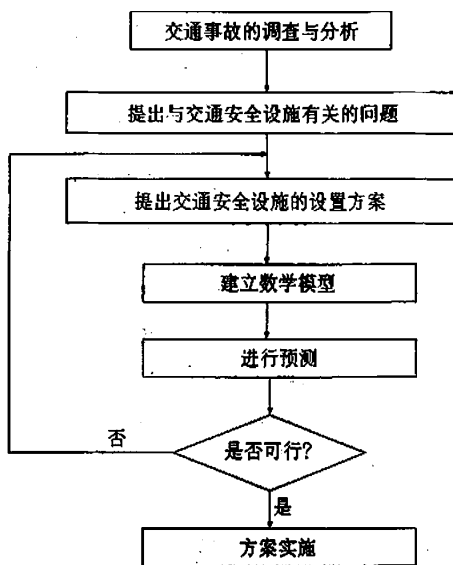 交通事故的调查与分析
提出与交通安全设施有关的问题
提出交通安全设施的设置方案
建立数学模型
进行预测
否
是否可行?
是
方案实施